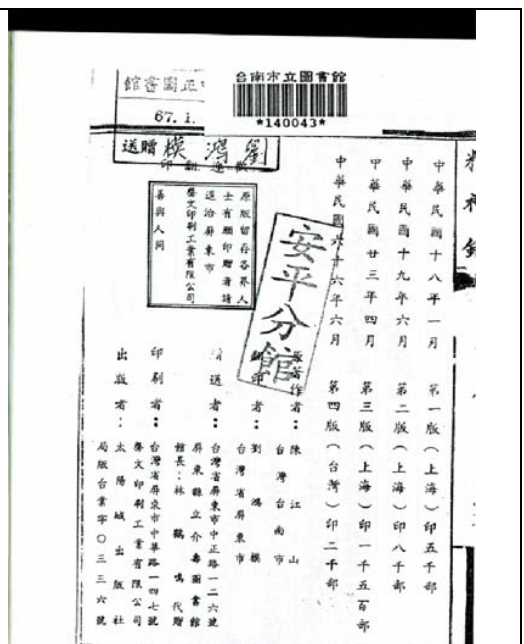 台南市立圖書館
*140043*
中正圖書館
67. 1.
劉鴻模贈送
歡迎翻印
精神錄
中華民國十八年一月 第一版(上海)印五千部
中華民國十九年六月 第二版(上海)印八千部
中華民國廿三年四月 第三版(上海)印一千五百部
中華民國六十六年六月 第四版(台灣)印二千部
安平分館
原著作者:陳江山
台灣台南市
翻印者:劉鴻模
台灣省屏東市
送者:台灣省屏東市中正路一二六號
屏東縣立介壽圖書館
館長:林鶴鳴代贈
印刷者:台灣省屏東市中華路一四七號
聲文印刷工業有限公司
出版者:太陽城出版社
局版台業字〇三三六號
原版留存各界人
士有願印贈者請
逕洽屏東市
聲文印刷工業有限公司
善與人同